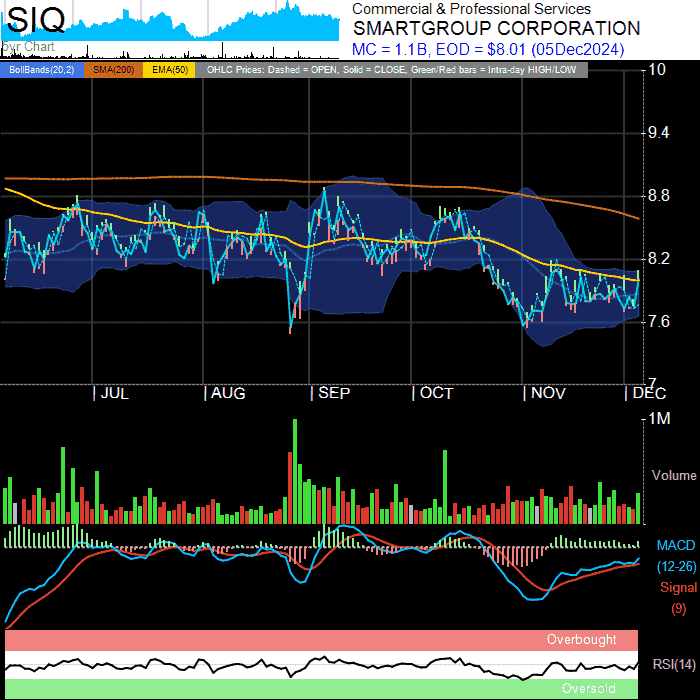 SIQ
5yr Chart
Commercial & Professional Services
SMARTGROUP CORPORATION
MC = 1.1B, EOD = $8.01 (05Dec2024)
BollBands(20,2) SMA(200) EMA(50) OHLC Prices: Dashed = OPEN, Solid = CLOSE, Green/Red bars = Intra-day HIGH/LOW
10
9.4
8.8
8.2
7.6
7
JUL AUG SEP OCT NOV DEC
1M
Volume
MACD
(12-26)
Signal
(9)
Overbought
RSI(14)
Oversold